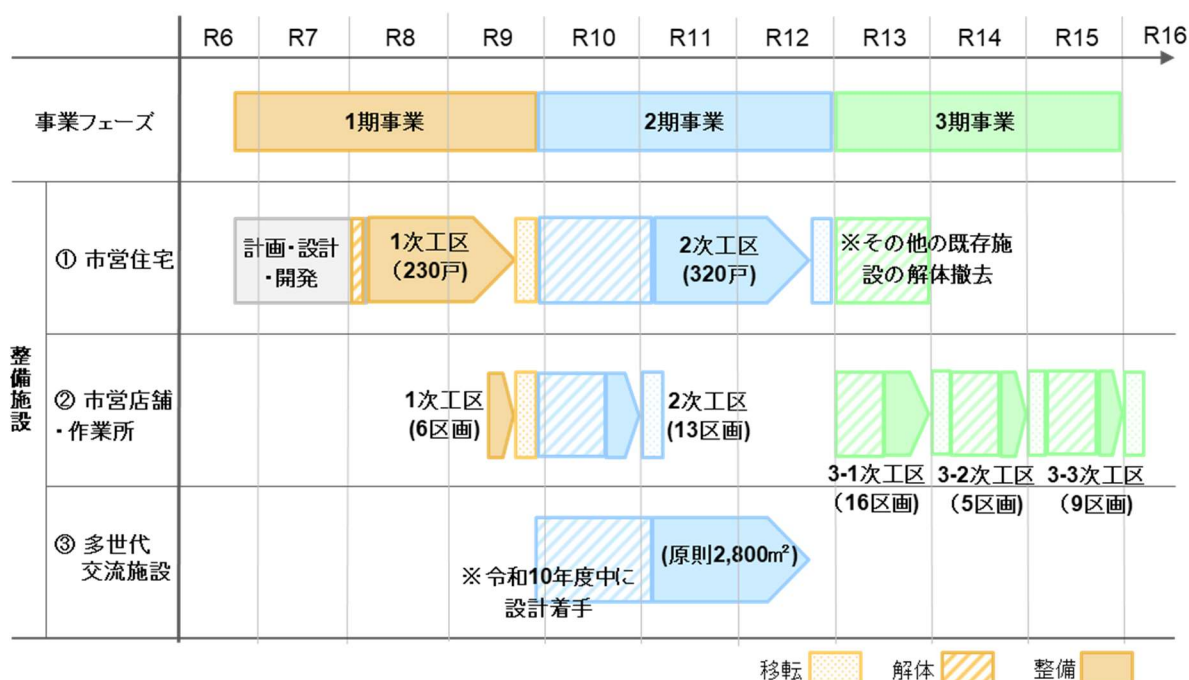 R6 R7 R8 R9 R10 R11 R12 R13 R14 R15 R16
事業フェーズ
1期事業
2期事業
3期事業
整備施設
① 市営住宅
計画・設計
・開発
1次工区
（230戸)
2次工区
(320戸)
※その他の既存施
設の解体撤去
② 市営店舗
・作業所
1次工区
(6区画)
2次工区
(13区画)
3-1次工区
（16区画)
3-2次工区
（5区画)
3-3次工区
（9区画)
③ 多世代
交流施設
(原則2,800㎡)
※令和10年度中に
設計着手
移転
解体
整備